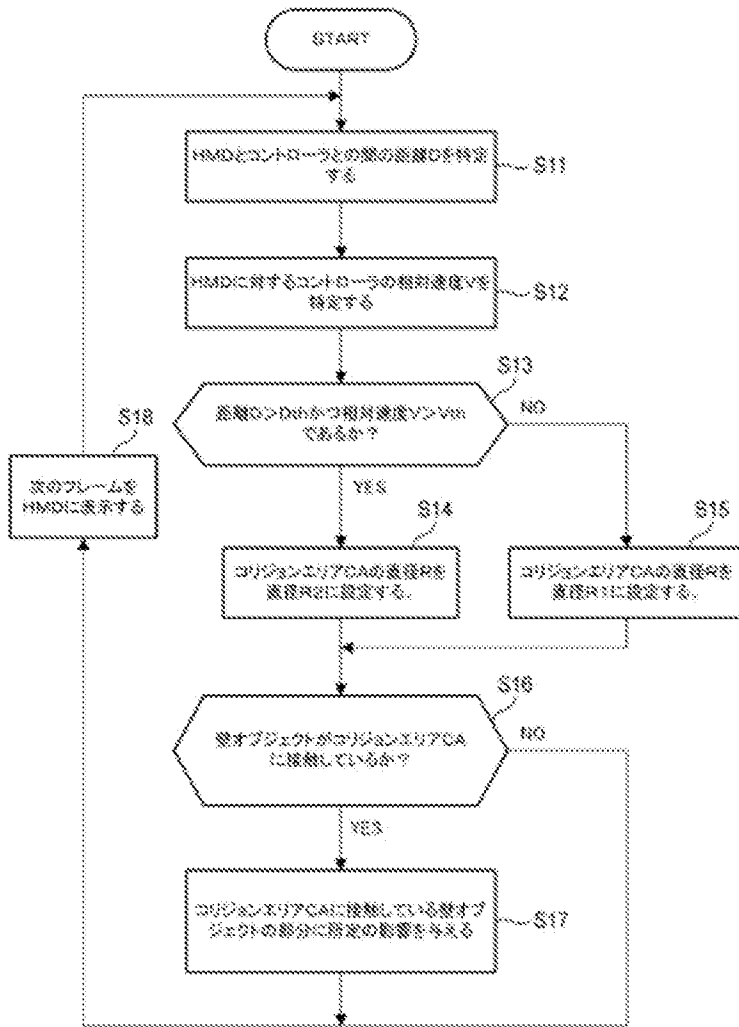 START
HMDとコントローラとの間の距離Dを特定
する
S11
HMDに対するコントローラの相対速度Vを
特定する
S12
S13
距離D>Dthかつ相対速度V>Vth
であるか?
NO
YES
S18
次のフレームを
HMDに表示する
S14
コリジョンエリアCAの直径Rを
直径R2に設定する。
S15
コリジョンエリアCAの直径Rを
直径R1に設定する。
S16
壁オブジェクトがコリジョンエリアCA
に接触しているか?
NO
YES
コリジョンエリアCAに接触している壁オブ
ジェクトの部分に所定の影響を与える
S17